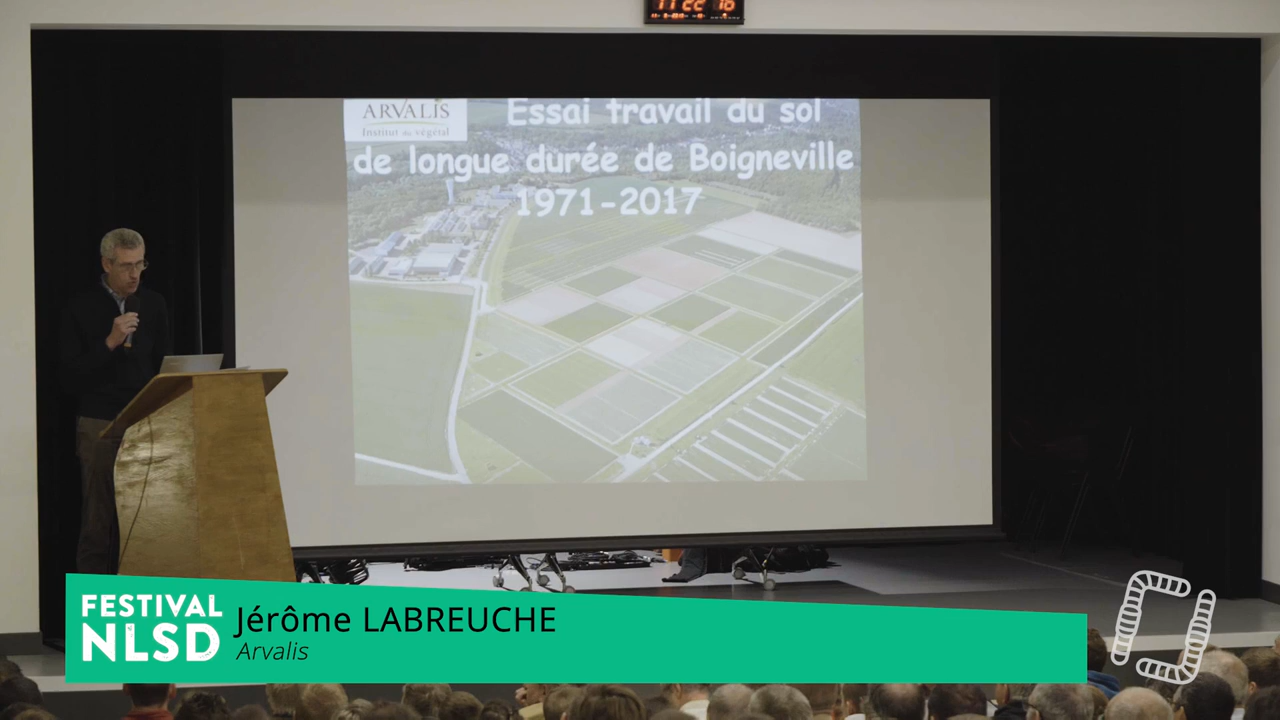 ARVALIS
Institut du végétal
Essai travail du sol
de longue durée de Boigneville
1971-2017
FESTIVAL
NLSD
Jérôme LABREUCHE
Arvalis